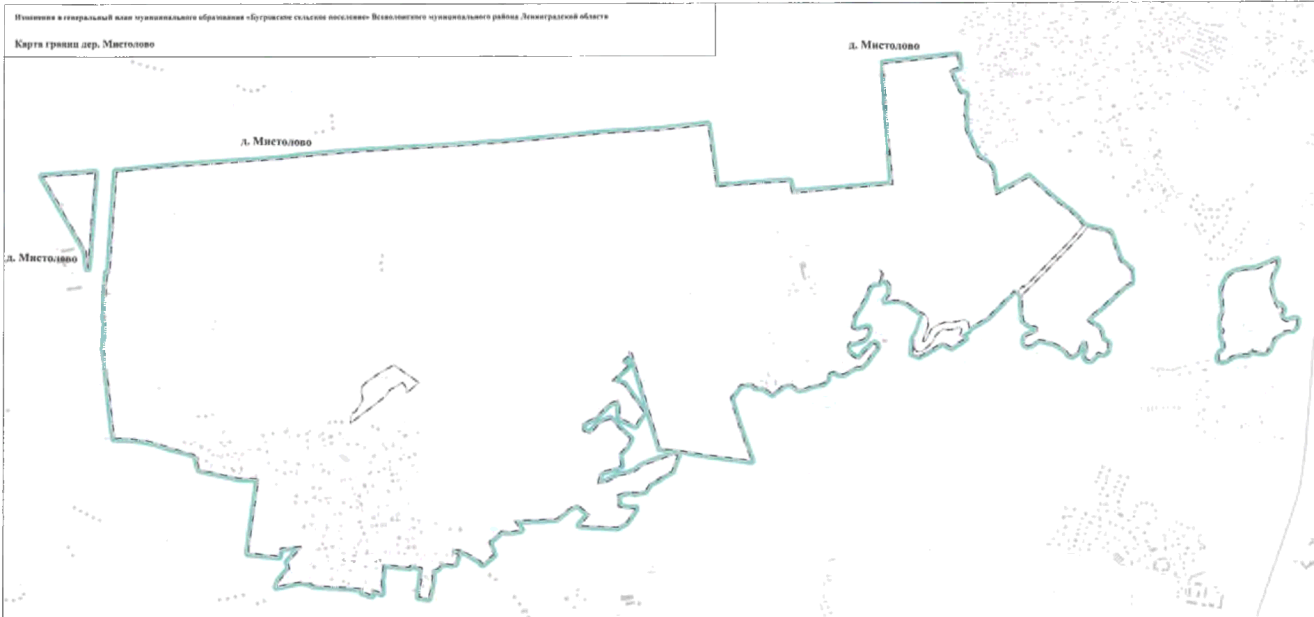 Изменения в генеральный план муниципального образования «Бугровское сельское поселение» Всеволожского муниципального района Ленинградской области
Карта границ дер. Мистолово
д. Мистолово
д. Мистолово
д. Мистолово